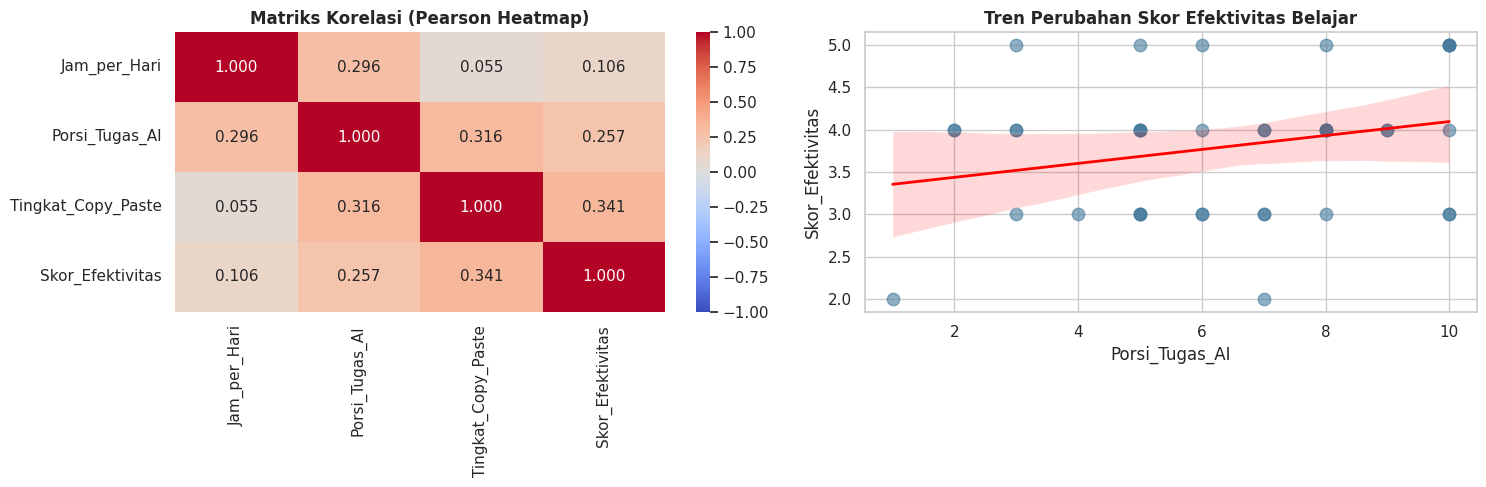 Matriks Korelasi (Pearson Heatmap)
Jam_per_Hari
Porsi_Tugas_AI
Tingkat_Copy_Paste
Skor_Efektivitas
1.000 0.296 0.055 0.106
0.296 1.000 0.316 0.257
0.055 0.316 1.000 0.341
0.106 0.257 0.341 1.000
Jam_per_Hari
Porsi_Tugas_AI
Tingkat_Copy_Paste
Skor_Efektivitas
1.00
0.75
0.50
0.25
0.00
−0.25
−0.50
−0.75
−1.00
Tren Perubahan Skor Efektivitas Belajar
Skor_Efektivitas
5.0
4.5
4.0
3.5
3.0
2.5
2.0
2 4 6 8 10
Porsi_Tugas_AI